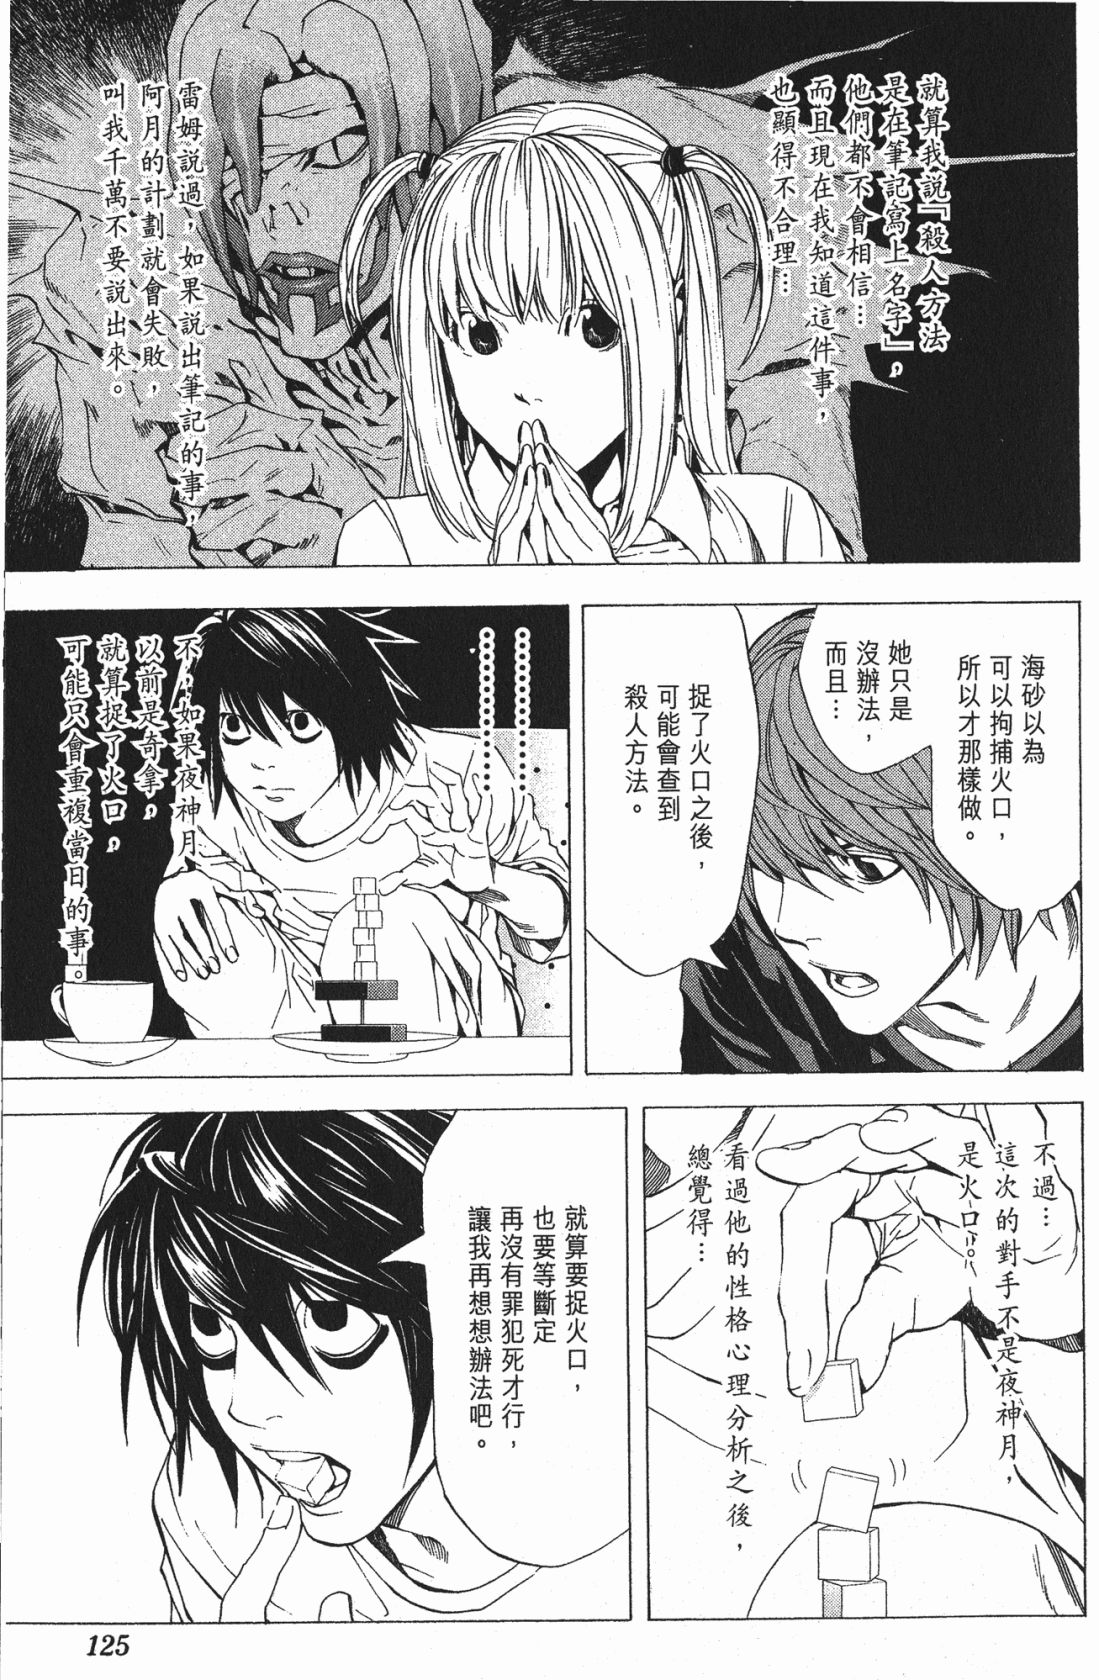 就算我說『殺人方法
是在筆記寫上名字』，
他們都不會相信…
而且現在我知道這件事，
也顯得不合理…
雷姆說過，如果說出筆記的事，
阿月的計劃就會失敗，
叫我千萬不要說出來。
海砂以為
可以拘捕火口，
所以才那樣做。
她只是
沒辦法，
而且…
捉了火口之後，
可能會查到
殺人方法。
………………
………………
不，如果夜神月
以前是奇拿，
就算捉了火口，
可能只會重複當日的事。
不過…
這次的對手不是夜神月，
是火口…。
看過他的性格心理分析之後，
總覺得…
就算要捉火口，
也要等斷定
再沒有罪犯死才行，
讓我再想想辦法吧。
125